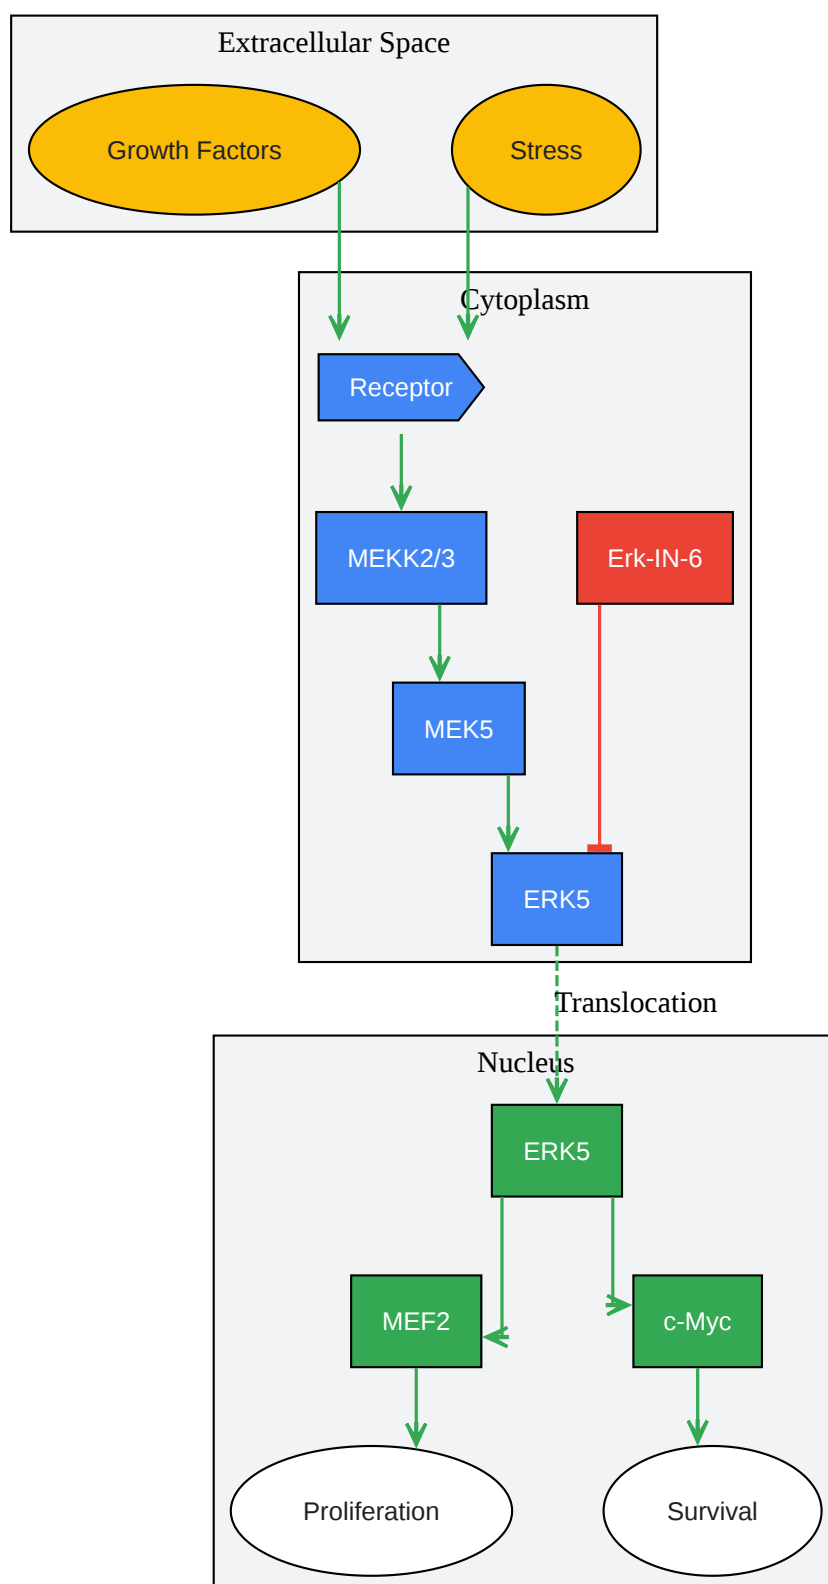 Extracellular Space
Growth Factors
Stress
Cytoplasm
Receptor
MEKK2/3
Erk-IN-6
MEK5
ERK5
Translocation
Nucleus
ERK5
MEF2
c-Myc
Proliferation
Survival